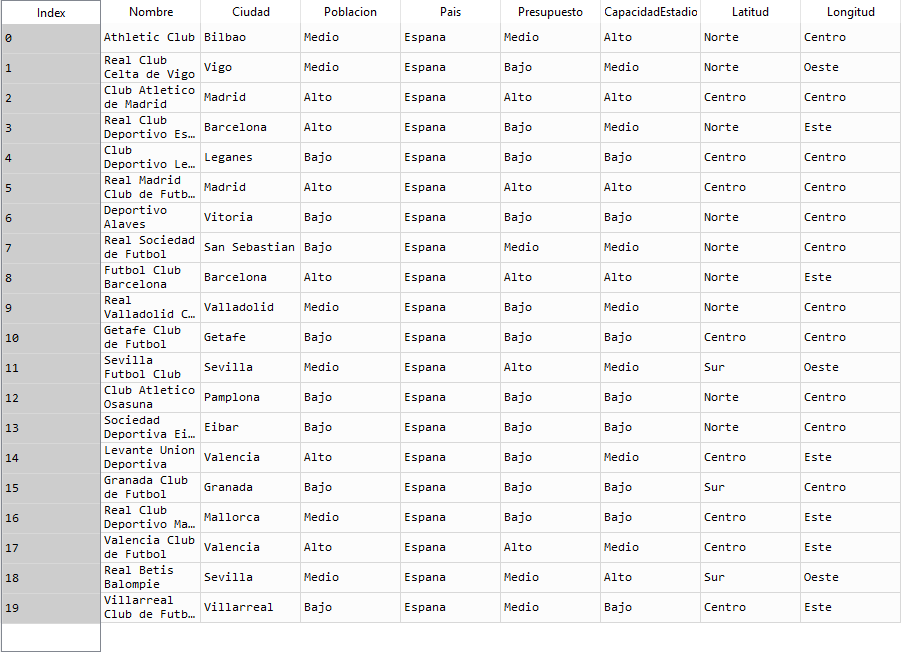 Index Nombre Ciudad Poblacion Pais Presupuesto CapacidadEstadio Latitud Longitud
0 Athletic Club Bilbao Medio Espana Medio Alto Norte Centro
1 Real Club Celta de Vigo Vigo Medio Espana Bajo Medio Norte Oeste
2 Club Atletico de Madrid Madrid Alto Espana Alto Alto Centro Centro
3 Real Club Deportivo Es… Barcelona Alto Espana Bajo Medio Norte Este
4 Club Deportivo Le… Leganes Bajo Espana Bajo Bajo Centro Centro
5 Real Madrid Club de Futb… Madrid Alto Espana Alto Alto Centro Centro
6 Deportivo Alaves Vitoria Bajo Espana Bajo Bajo Norte Centro
7 Real Sociedad de Futbol San Sebastian Bajo Espana Medio Medio Norte Centro
8 Futbol Club Barcelona Barcelona Alto Espana Alto Alto Norte Este
9 Real Valladolid C… Valladolid Medio Espana Bajo Medio Norte Centro
10 Getafe Club de Futbol Getafe Bajo Espana Bajo Bajo Centro Centro
11 Sevilla Futbol Club Sevilla Medio Espana Alto Medio Sur Oeste
12 Club Atletico Osasuna Pamplona Bajo Espana Bajo Bajo Norte Centro
13 Sociedad Deportiva Ei… Eibar Bajo Espana Bajo Bajo Norte Centro
14 Levante Union Deportiva Valencia Alto Espana Bajo Medio Centro Este
15 Granada Club de Futbol Granada Bajo Espana Bajo Bajo Sur Centro
16 Real Club Deportivo Ma… Mallorca Medio Espana Bajo Bajo Centro Este
17 Valencia Club de Futbol Valencia Alto Espana Alto Medio Centro Este
18 Real Betis Balompie Sevilla Medio Espana Medio Alto Sur Oeste
19 Villarreal Club de Futb… Villarreal Bajo Espana Medio Bajo Centro Este